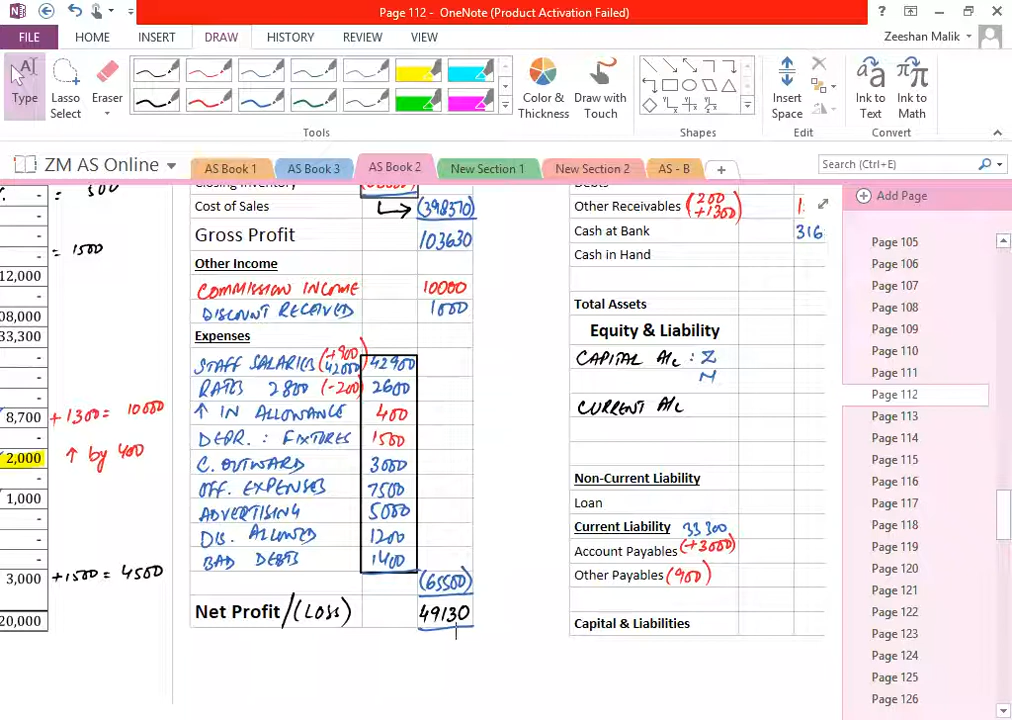 Page 112 - OneNote (Product Activation Failed)
FILE HOME INSERT DRAW HISTORY REVIEW VIEW
Zeeshan Malik
Type
Lasso Select
Eraser
Color & Thickness
Draw with Touch
Insert Space
Ink to Text
Ink to Math
Tools
Shapes
Edit
Convert
ZM AS Online
AS Book 1
AS Book 3
AS Book 2
New Section 1
New Section 2
AS - B
Search (Ctrl+E)
Add Page
Page 105
Page 106
Page 107
Page 108
Page 109
Page 110
Page 111
Page 112
Page 113
Page 114
Page 115
Page 116
Page 117
Page 118
Page 119
Page 120
Page 121
Page 122
Page 123
Page 124
Page 125
Page 126
= 1500
12,000
08,000
33,300
8,700 + 1300 = 10000
2,000 ↑ by 400
1,000
3,000 +1500 = 4500
20,000
Closing Inventory
Cost of Sales (398370)
Gross Profit 103630
Other Income
COMMISSION INCOME 10000
DISCOUNT RECEIVED 1000
Expenses
STAFF SALARIES (+900 42000) 42900
RATES 2800 (-200) 2600
↑ IN ALLOWANCE 400
DEPR. : FIXTURES 1500
C. OUTWARD 3000
OFF. EXPENSES 7500
ADVERTISING 5000
DIS. ALLOWED 1200
BAD DEBTS 1400
(65500)
Net Profit /(LOSS) 49130
Debts
Other Receivables (200 +1300) 1
Cash at Bank 316
Cash in Hand
Total Assets
Equity & Liability
CAPITAL A/c : Z
M
CURRENT A/c
Non-Current Liability
Loan
Current Liability 33300
Account Payables (+3000)
Other Payables (900)
Capital & Liabilities